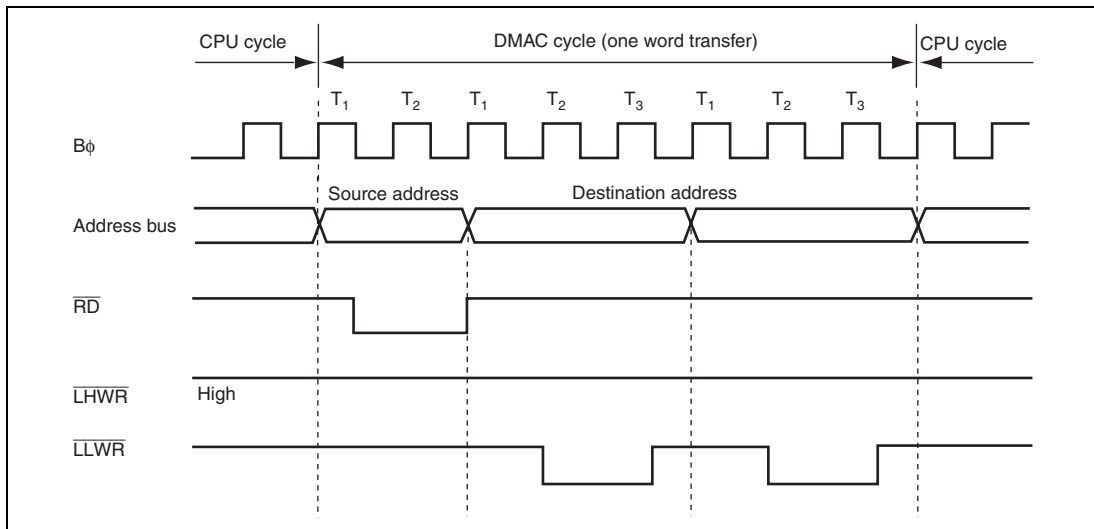 CPU cycle
DMAC cycle (one word transfer)
CPU cycle
T1 T2 T1 T2 T3 T1 T2 T3
Bϕ
Source address
Destination address
Address bus
RD
LHWR
High
LLWR